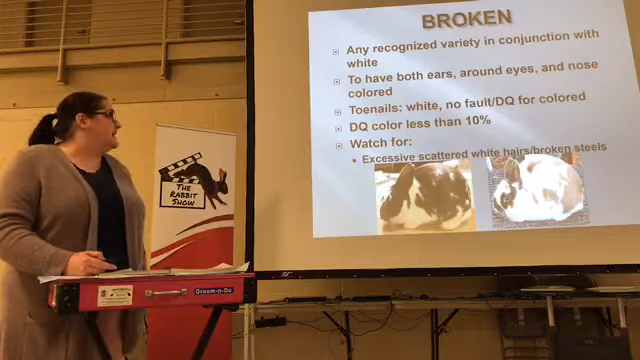 BROKEN
Any recognized variety in conjunction with
white
To have both ears, around eyes, and nose
colored
Toenails: white, no fault/DQ for colored
DQ color less than 10%
Watch for:
Excessive scattered white hairs/broken steels
THE
RABBIT
SHOW
Groom-n-Go